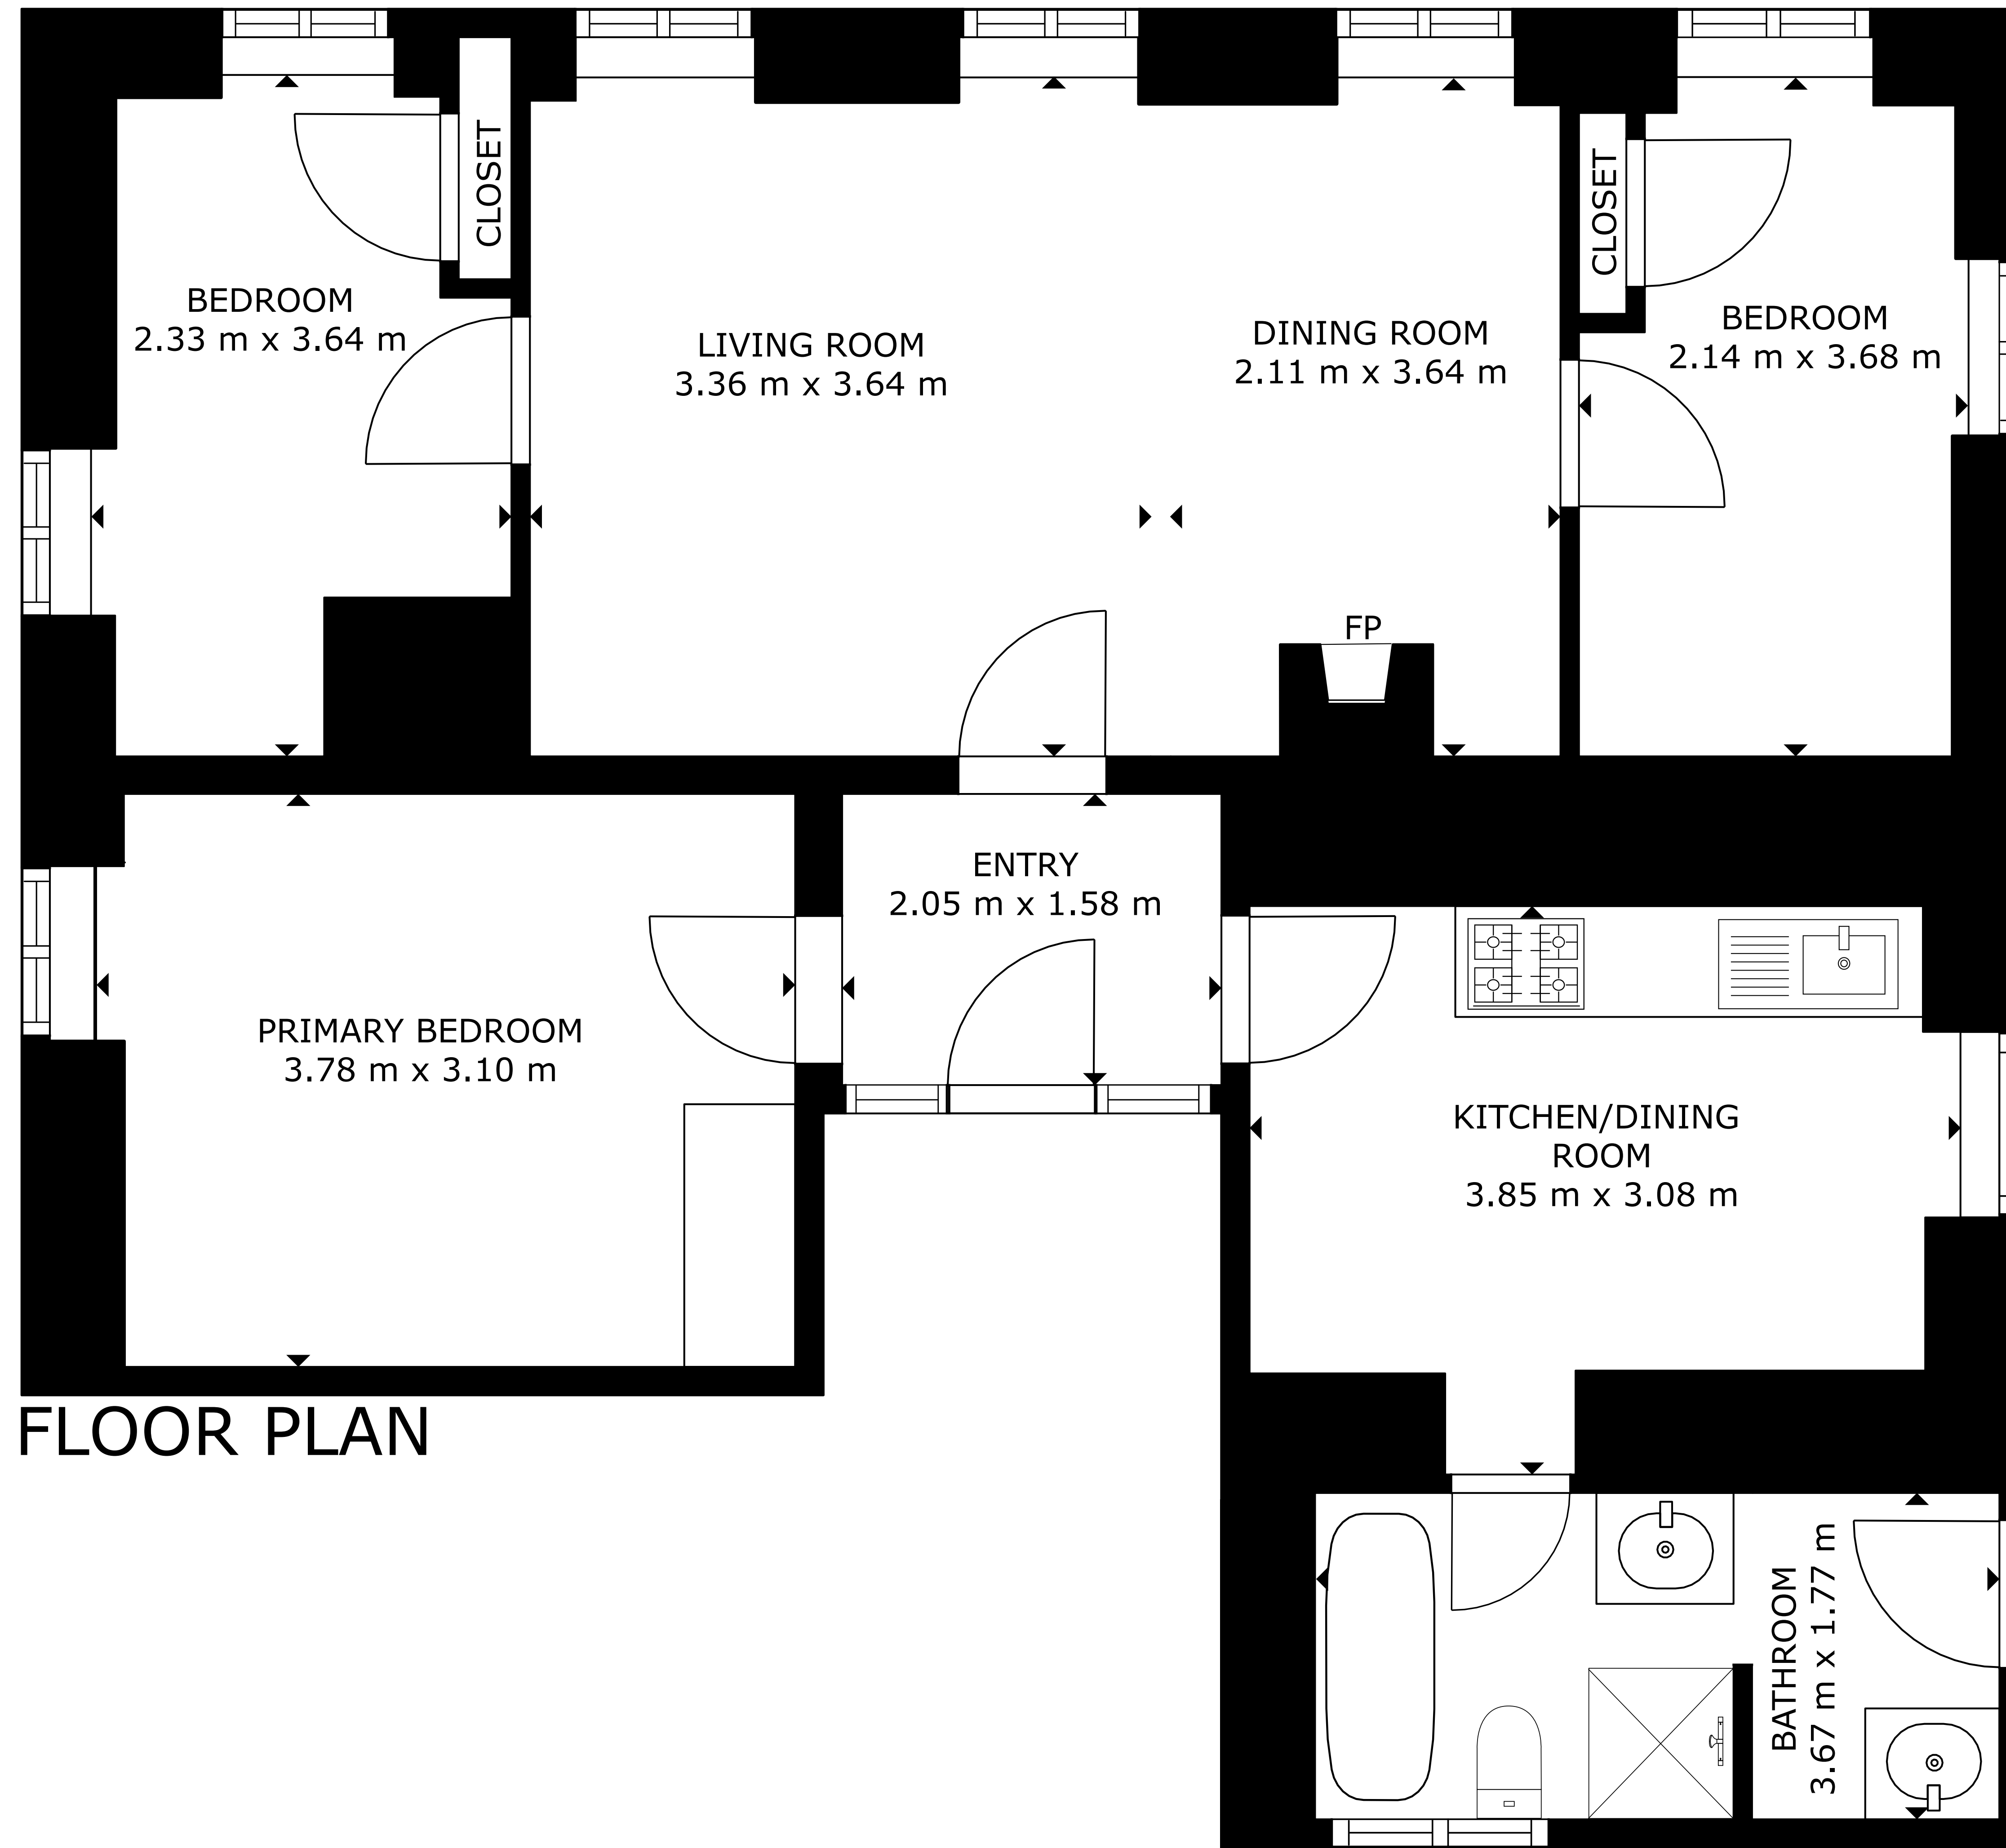 CLOSET
CLOSET
BEDROOM
2.33 m x 3.64 m
LIVING ROOM
3.36 m x 3.64 m
DINING ROOM
2.11 m x 3.64 m
BEDROOM
2.14 m x 3.68 m
FP
ENTRY
2.05 m x 1.58 m
PRIMARY BEDROOM
3.78 m x 3.10 m
KITCHEN/DINING
ROOM
3.85 m x 3.08 m
FLOOR PLAN
BATHROOM
3.67 m x 1.77 m